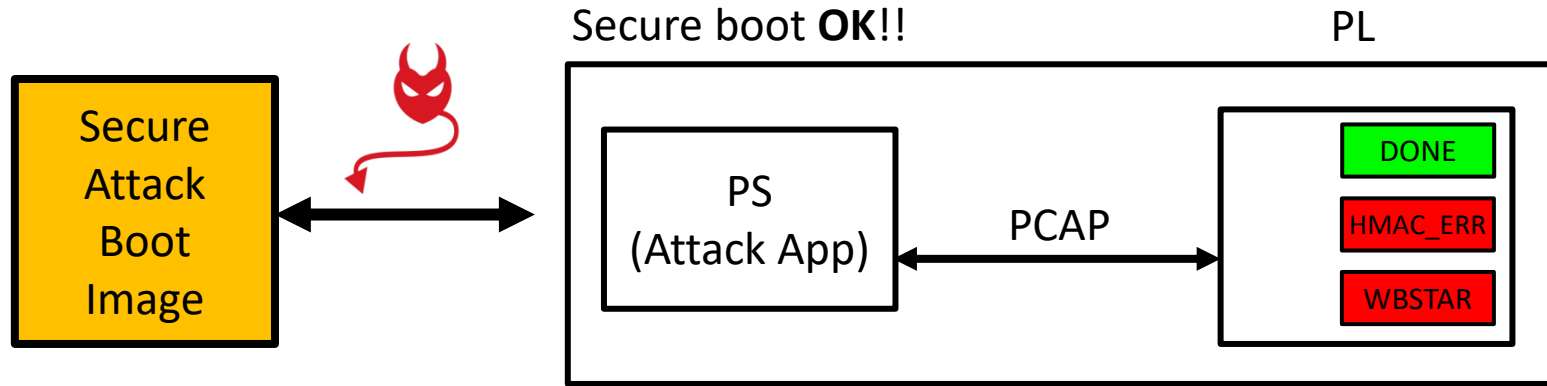 Secure boot OK!!
PL
Secure
Attack
Boot
Image
PS
(Attack App)
PCAP
DONE
HMAC_ERR
WBSTAR